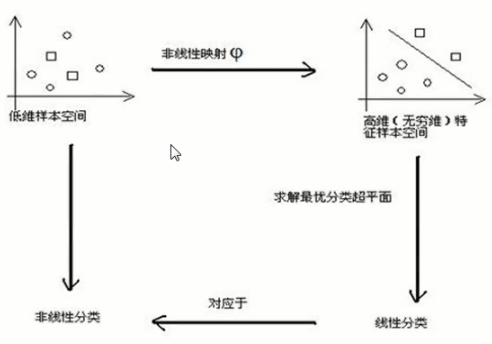 非线性映射 φ
低维样本空间
高维（无穷维）特
征样本空间
求解最优分类超平面
对应于
非线性分类
线性分类